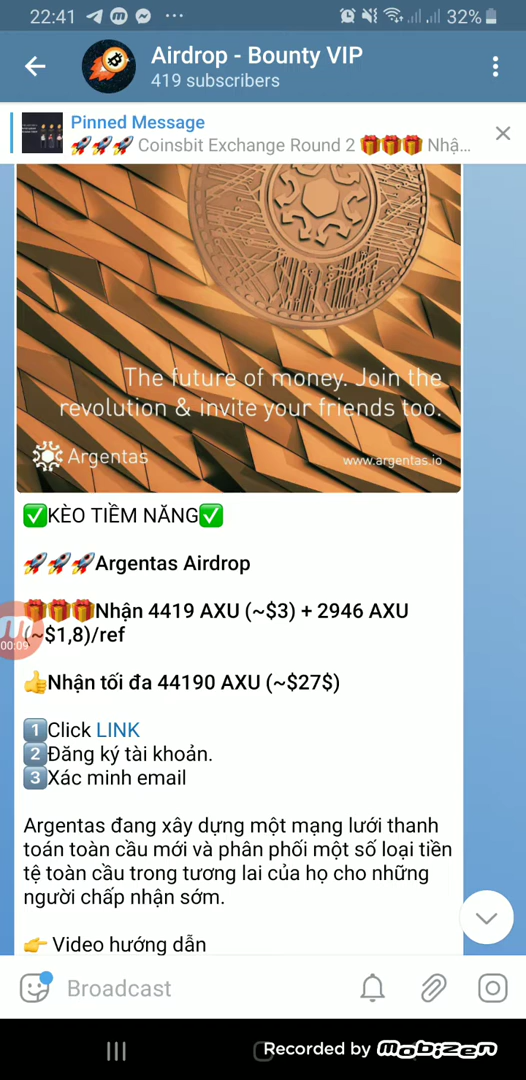 22:41 32%
Airdrop - Bounty VIP
419 subscribers
Pinned Message
🚀🚀🚀 Coinsbit Exchange Round 2 🎁🎁🎁 Nhậ...
The future of money. Join the
revolution & invite your friends too.
Argentas www.argentas.io
✅KÈO TIỀM NĂNG✅
🚀🚀🚀Argentas Airdrop
🎁🎁🎁Nhận 4419 AXU (~$3) + 2946 AXU
(~$1,8)/ref
00:09
👍Nhận tối đa 44190 AXU (~$27$)
1️⃣Click LINK
2️⃣Đăng ký tài khoản.
3️⃣Xác minh email
Argentas đang xây dựng một mạng lưới thanh
toán toàn cầu mới và phân phối một số loại tiền
tệ toàn cầu trong tương lai của họ cho những
người chấp nhận sớm.
👉 Video hướng dẫn
Broadcast
Recorded by mobizen